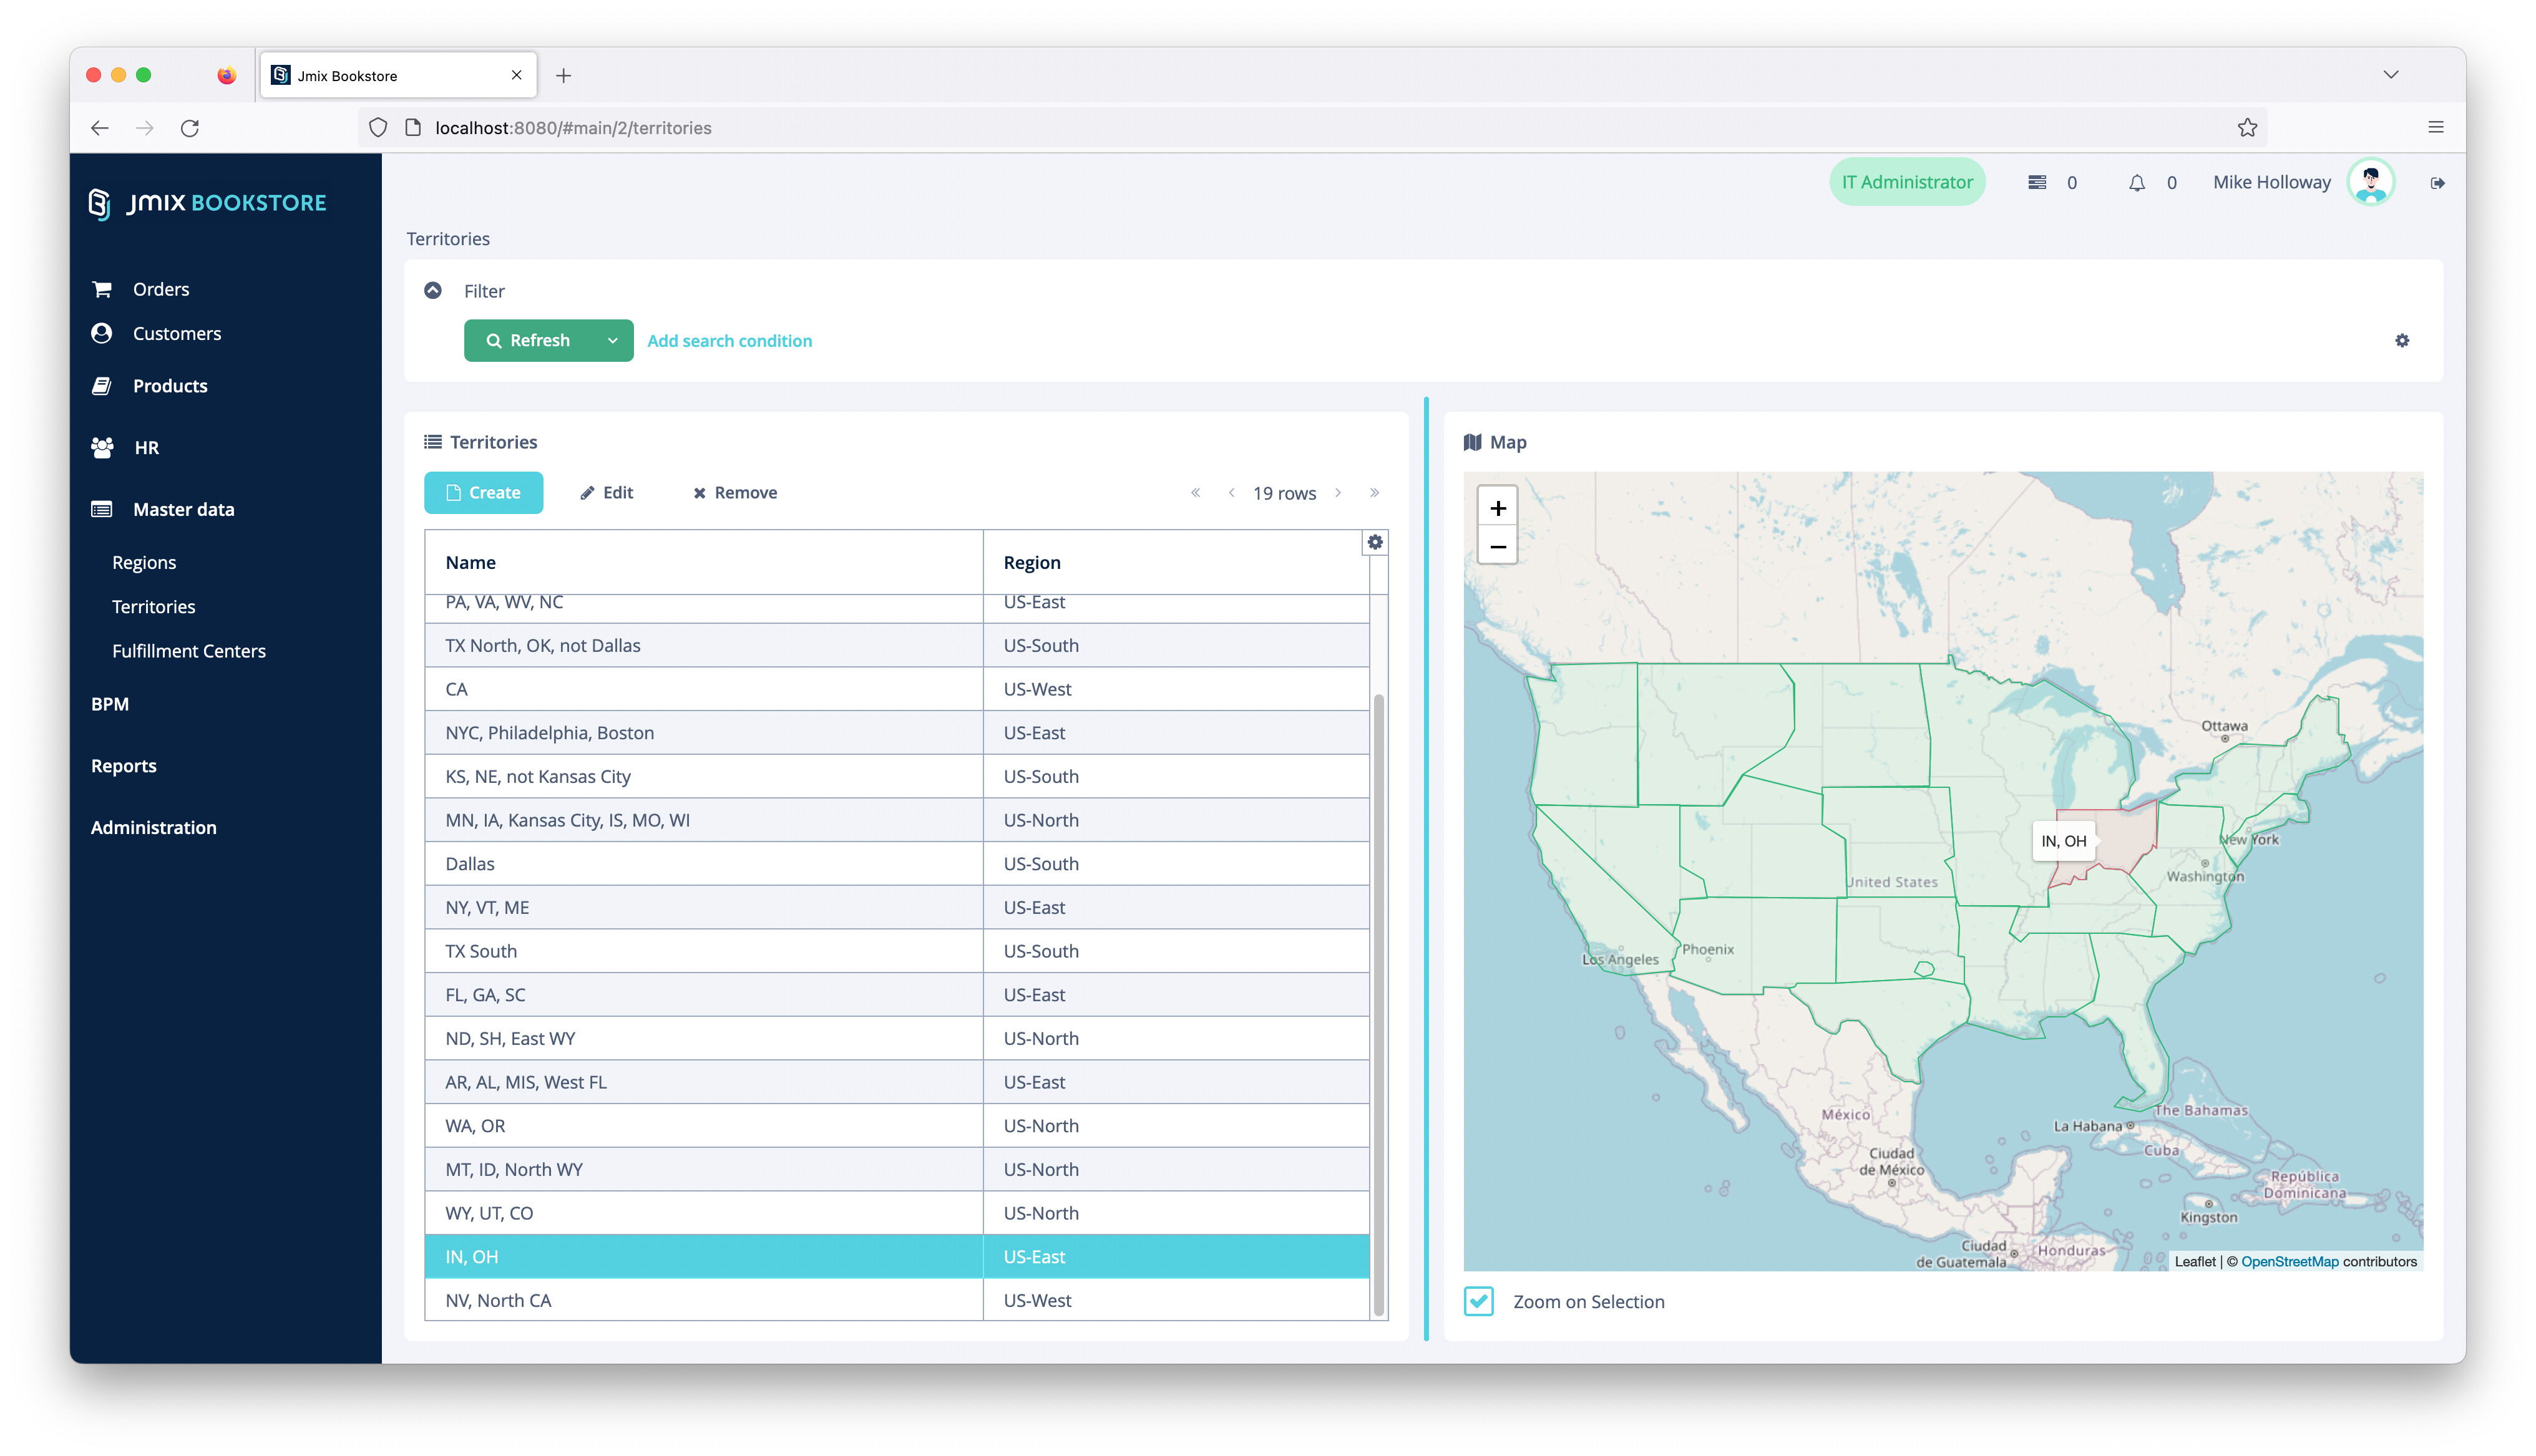 Jmix Bookstore
localhost:8080/#main/2/territories
JMIX BOOKSTORE
IT Administrator
0
0
Mike Holloway
Orders
Customers
Products
HR
Master data
Regions
Territories
Fulfillment Centers
BPM
Reports
Administration
Territories
Filter
Refresh
Add search condition
Territories
Create
Edit
Remove
« ‹ 19 rows › »
Name Region
PA, VA, WV, NC US-East
TX North, OK, not Dallas US-South
CA US-West
NYC, Philadelphia, Boston US-East
KS, NE, not Kansas City US-South
MN, IA, Kansas City, IS, MO, WI US-North
Dallas US-South
NY, VT, ME US-East
TX South US-South
FL, GA, SC US-East
ND, SH, East WY US-North
AR, AL, MIS, West FL US-East
WA, OR US-North
MT, ID, North WY US-North
WY, UT, CO US-North
IN, OH US-East
NV, North CA US-West
Map
+
−
Ottawa
IN, OH
New York
Washington
United States
Phoenix
Los Angeles
México
Ciudad
de México
The Bahamas
La Habana
Cuba
República
Dominicana
Kingston
Ciudad
de Guatemala
Honduras
Leaflet | © OpenStreetMap contributors
Zoom on Selection